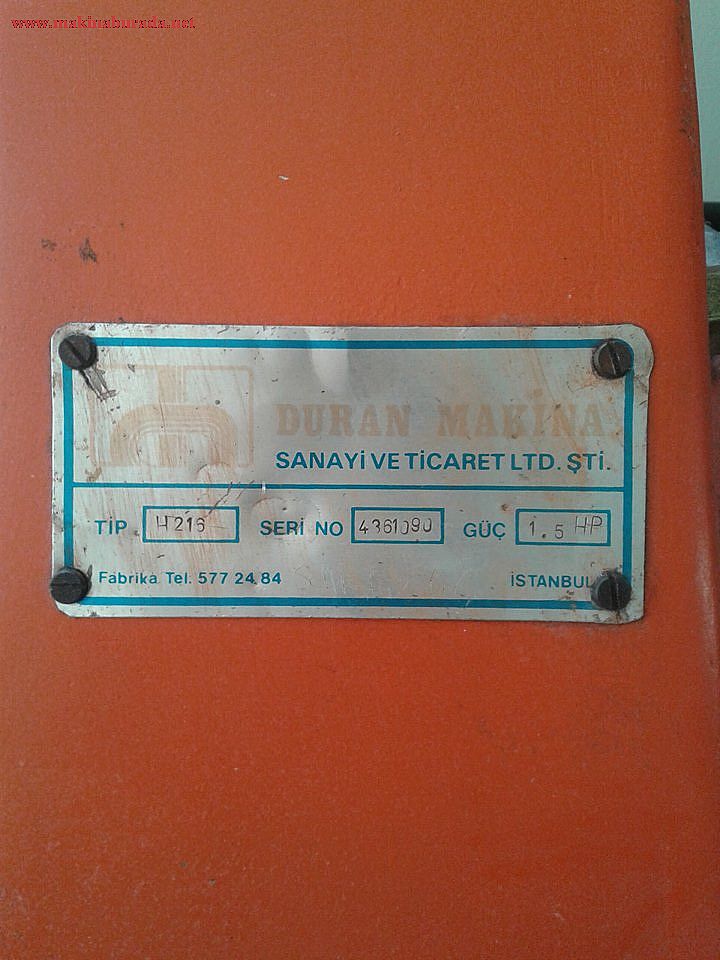 www.makinaburada.net
DURAN MAKİNA
SANAYİ VE TİCARET LTD. ŞTİ.
TİP H216 SERİ NO 4361090 GÜÇ 1.5 HP
Fabrika Tel. 577 24 84 İSTANBUL